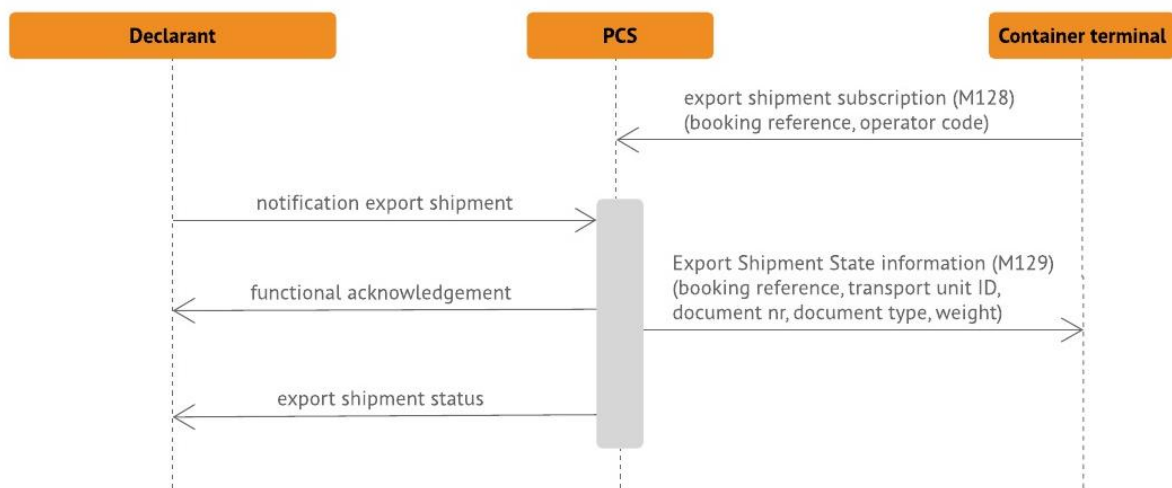 Declarant
PCS
Container terminal
export shipment subscription (M128)
(booking reference, operator code)
notification export shipment
Export Shipment State information (M129)
(booking reference, transport unit ID,
document nr, document type, weight)
functional acknowledgement
export shipment status